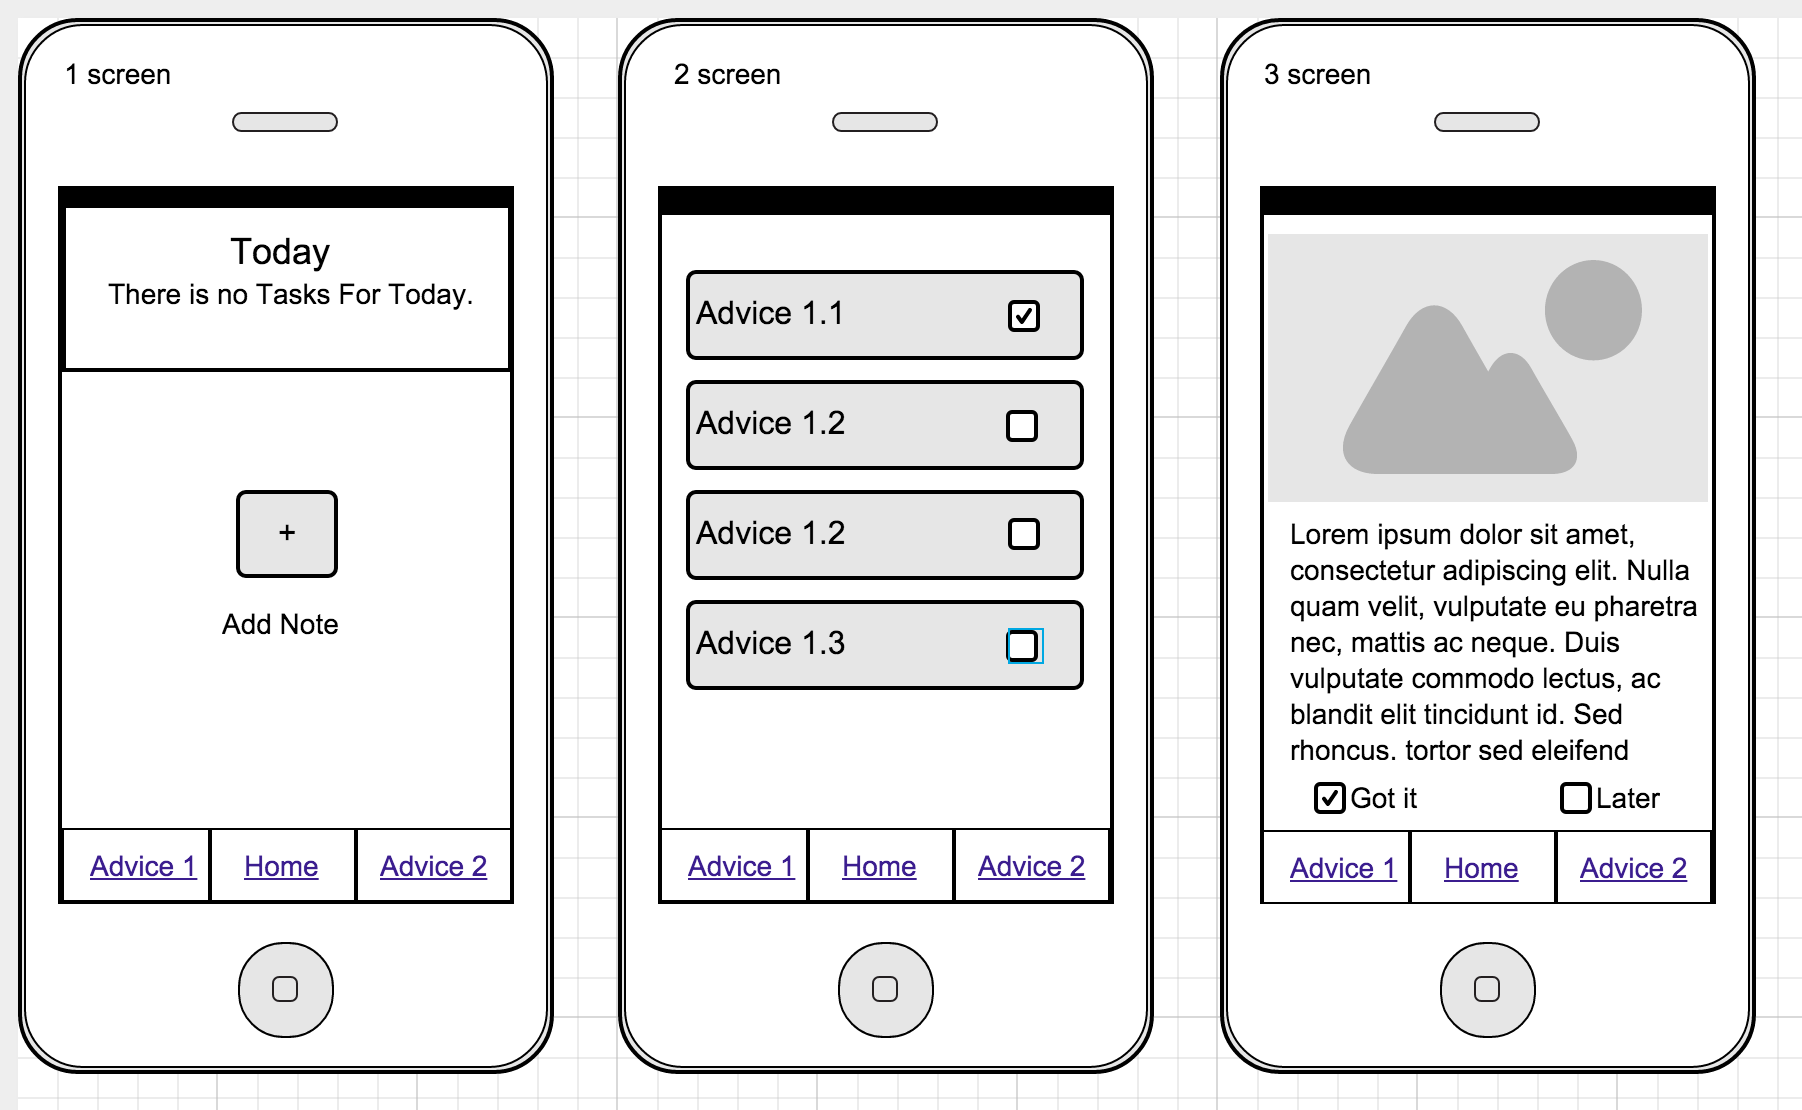 1 screen
Today
There is no Tasks For Today.
+
Add Note
Advice 1
Home
Advice 2
2 screen
Advice 1.1
Advice 1.2
Advice 1.2
Advice 1.3
Advice 1
Home
Advice 2
3 screen
Lorem ipsum dolor sit amet,
consectetur adipiscing elit. Nulla
quam velit, vulputate eu pharetra
nec, mattis ac neque. Duis
vulputate commodo lectus, ac
blandit elit tincidunt id. Sed
rhoncus. tortor sed eleifend
Got it
Later
Advice 1
Home
Advice 2